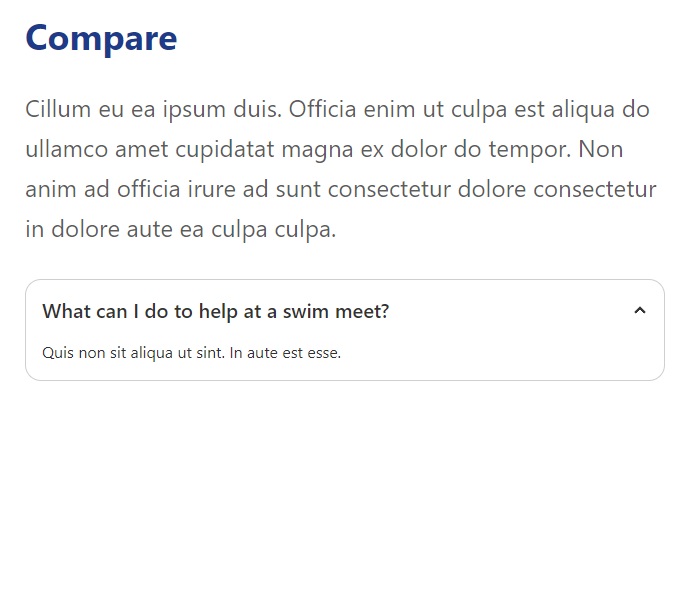 Compare
Cillum eu ea ipsum duis. Officia enim ut culpa est aliqua do
ullamco amet cupidatat magna ex dolor do tempor. Non
anim ad officia irure ad sunt consectetur dolore consectetur
in dolore aute ea culpa culpa.
What can I do to help at a swim meet?
Quis non sit aliqua ut sint. In aute est esse.